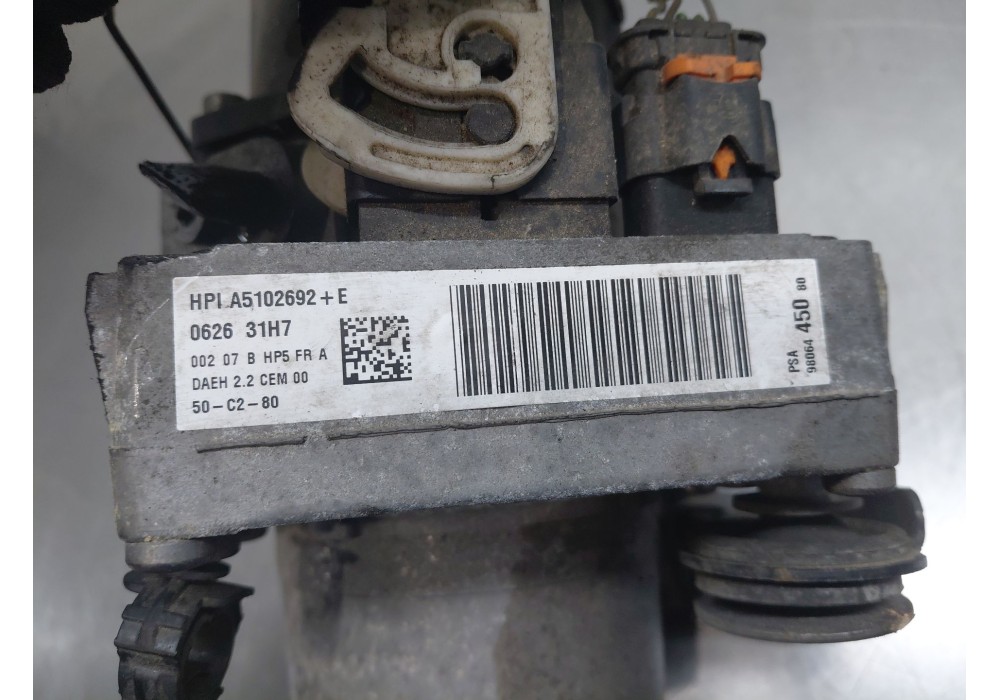 HPI A5102692+E
0626 31H7
002 07 B HP5 FR A
DAEH 2.2 CEM 00
50-C2-80
PSA
98064 450 80